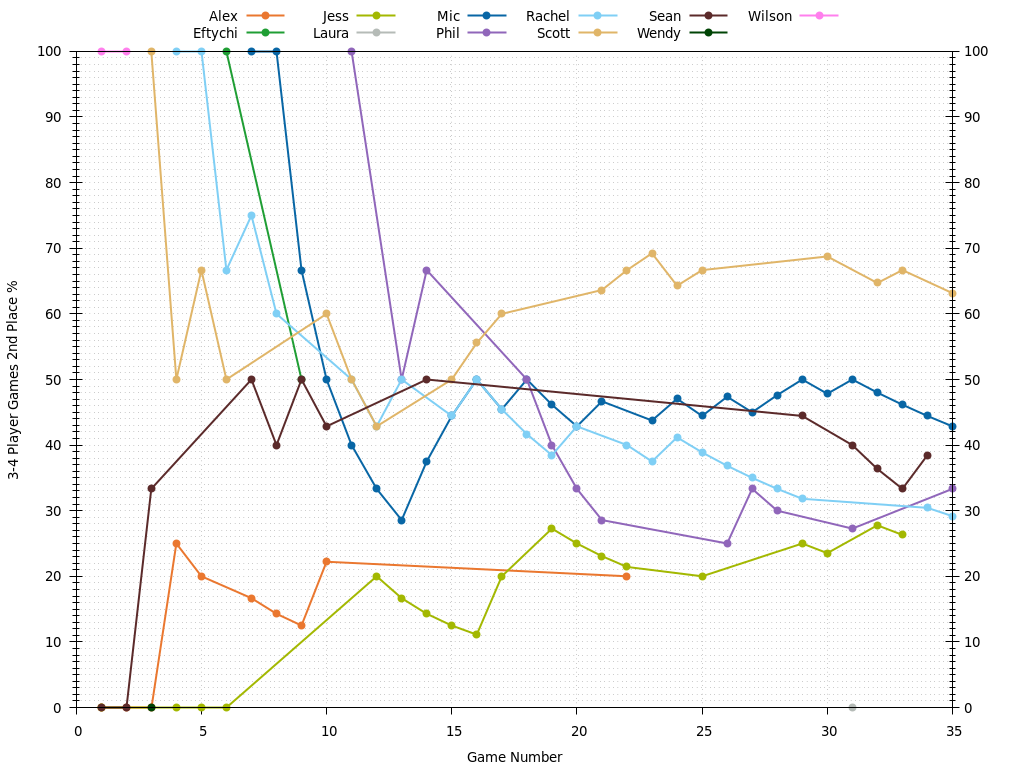 Alex Jess Mic Rachel Sean Wilson
Eftychi Laura Phil Scott Wendy
100 100
90 90
80 80
70 70
60 60
50 50
40 40
30 30
20 20
10 10
0 0
0 5 10 15 20 25 30 35
3-4 Player Games 2nd Place %
Game Number